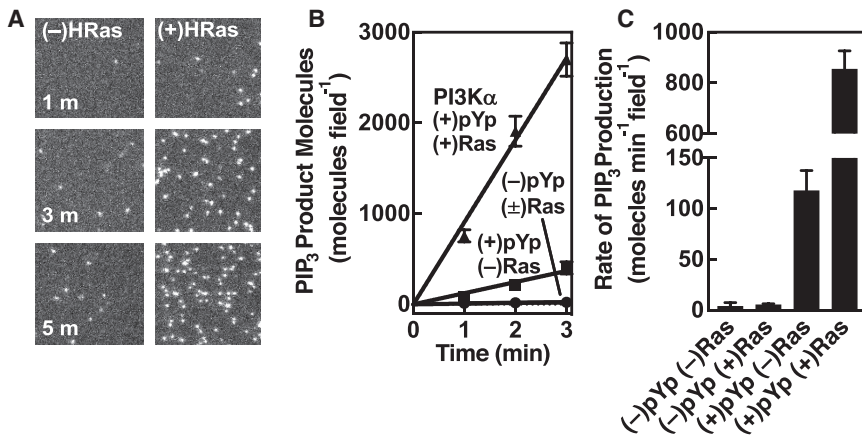 A
(–)HRas
(+)HRas
1 m
3 m
5 m
B
PIP3 Product Molecules
(molecules field-1)
3000
2000
1000
0
PI3Kα
(+)pYp
(+)Ras
(–)pYp
(±)Ras
(+)pYp
(–)Ras
0 1 2 3
Time (min)
C
Rate of PIP3 Production
(molecles min-1 field-1)
1000
800
600
150
100
50
0
(–)pYp (–)Ras
(–)pYp (+)Ras
(+)pYp (–)Ras
(+)pYp (+)Ras